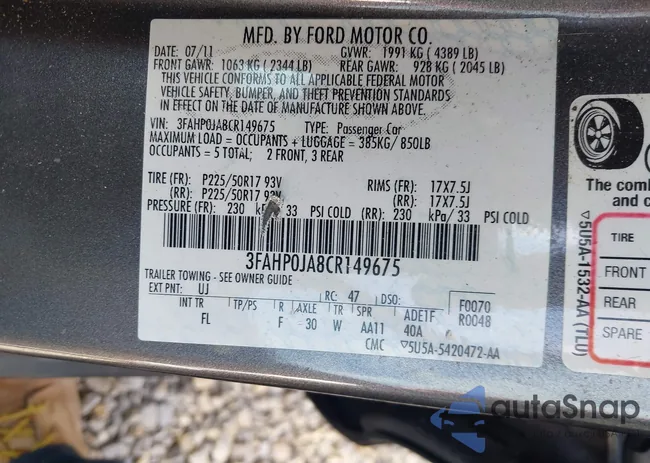 MFD. BY FORD MOTOR CO.
DATE: 07/11 GVWR: 1991 KG ( 4389 LB)
FRONT GAWR: 1063 KG ( 2344 LB) REAR GAWR: 928 KG ( 2045 LB)
THIS VEHICLE CONFORMS TO ALL APPLICABLE FEDERAL MOTOR
VEHICLE SAFETY, BUMPER, AND THEFT PREVENTION STANDARDS
IN EFFECT ON THE DATE OF MANUFACTURE SHOWN ABOVE
VIN: 3FAHP0JA8CR149675 TYPE: Passenger Car
MAXIMUM LOAD = OCCUPANTS + LUGGAGE = 385KG/ 850LB
OCCUPANTS = 5 TOTAL; 2 FRONT, 3 REAR
TIRE (FR): P225/50R17 93V RIMS (FR): 17X7.5J
(RR): P225/50R17 93V (RR): 17X7.5J
PRESSURE (FR): 230 kPa/ 33 PSI COLD (RR) 230 kPa/ 33 PSI COLD
3FAHP0JA8CR149675
TRAILER TOWING - SEE OWNER GUIDE
EXT PNT: UJ RC: 47 DSO: F0070
INT TR TP/PS R AXLE TR SPR ADETF R0048
FL F 30 W AA11 40A
CMC ▽5U5A-5420472-AA
▽5U5A-1532-AA (TL0)
The comb
and c
TIRE
FRONT
REAR
SPARE
autoSnap